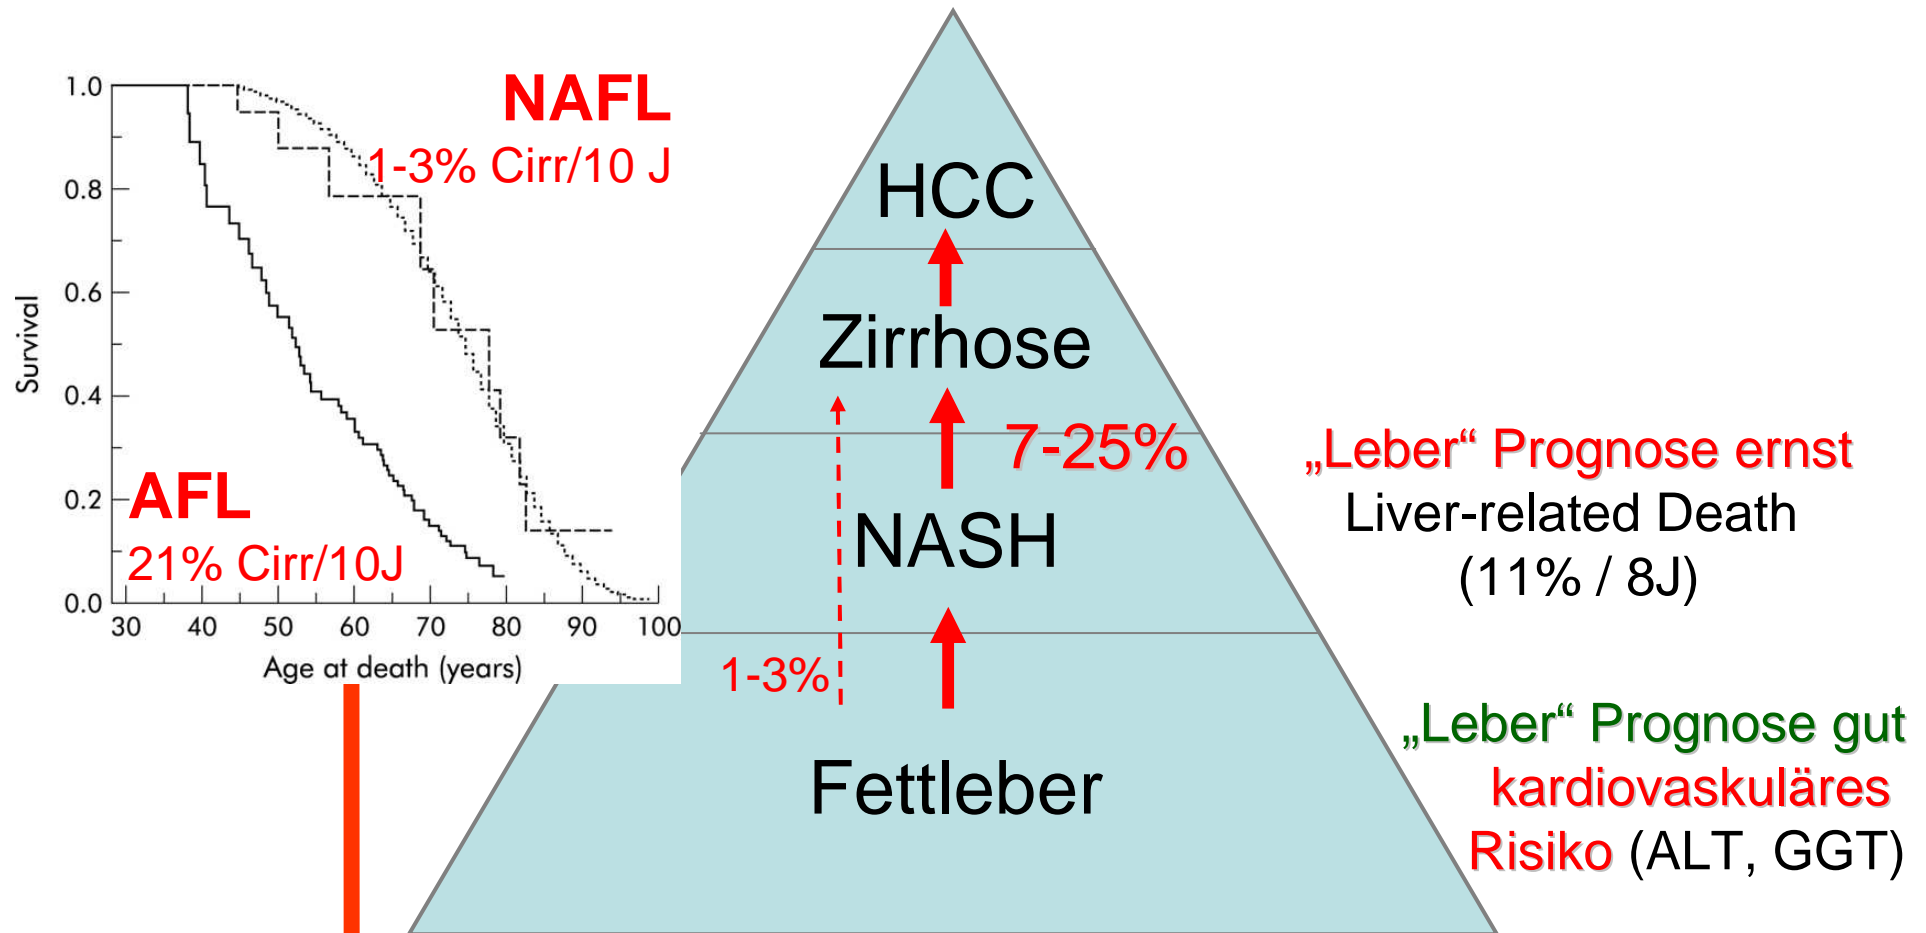 1.0
0.8
0.6
0.4
0.2
0.0
Survival
30 40 50 60 70 80 90 100
Age at death (years)
NAFL
1-3% Cirr/10 J
AFL
21% Cirr/10J
HCC
Zirrhose
7-25%
NASH
1-3%
Fettleber
„Leber“ Prognose ernst
Liver-related Death
(11% / 8J)
„Leber“ Prognose gut
kardiovaskuläres
Risiko (ALT, GGT)